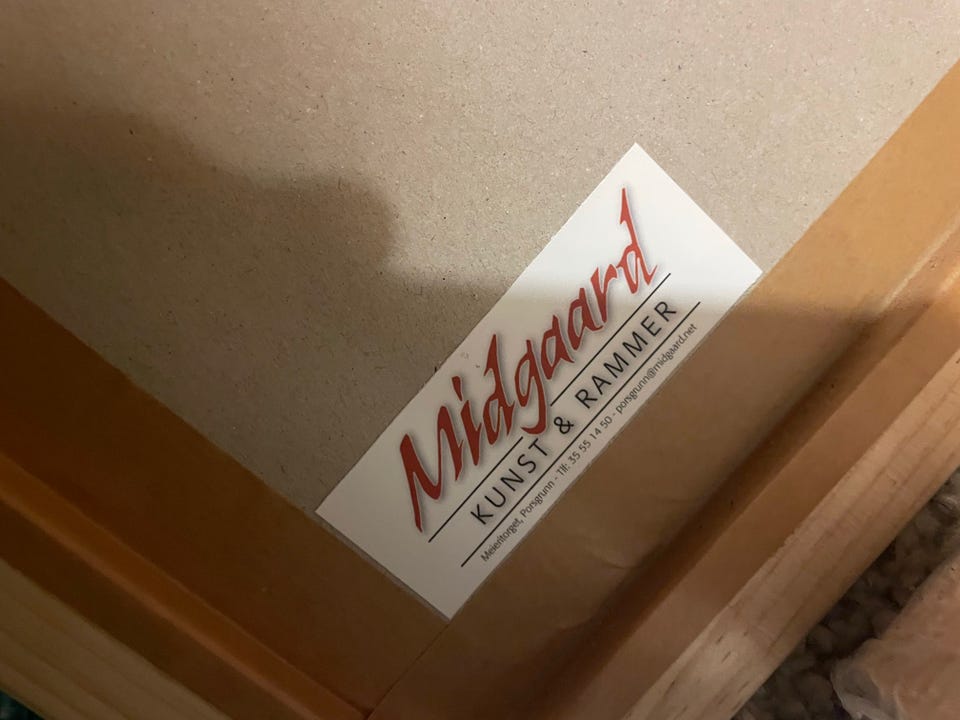 Midgaard
KUNST & RAMMER
Meieritorget, Porsgrunn - Tlf: 35 55 14 50 - porsgrunn@midgaard.net